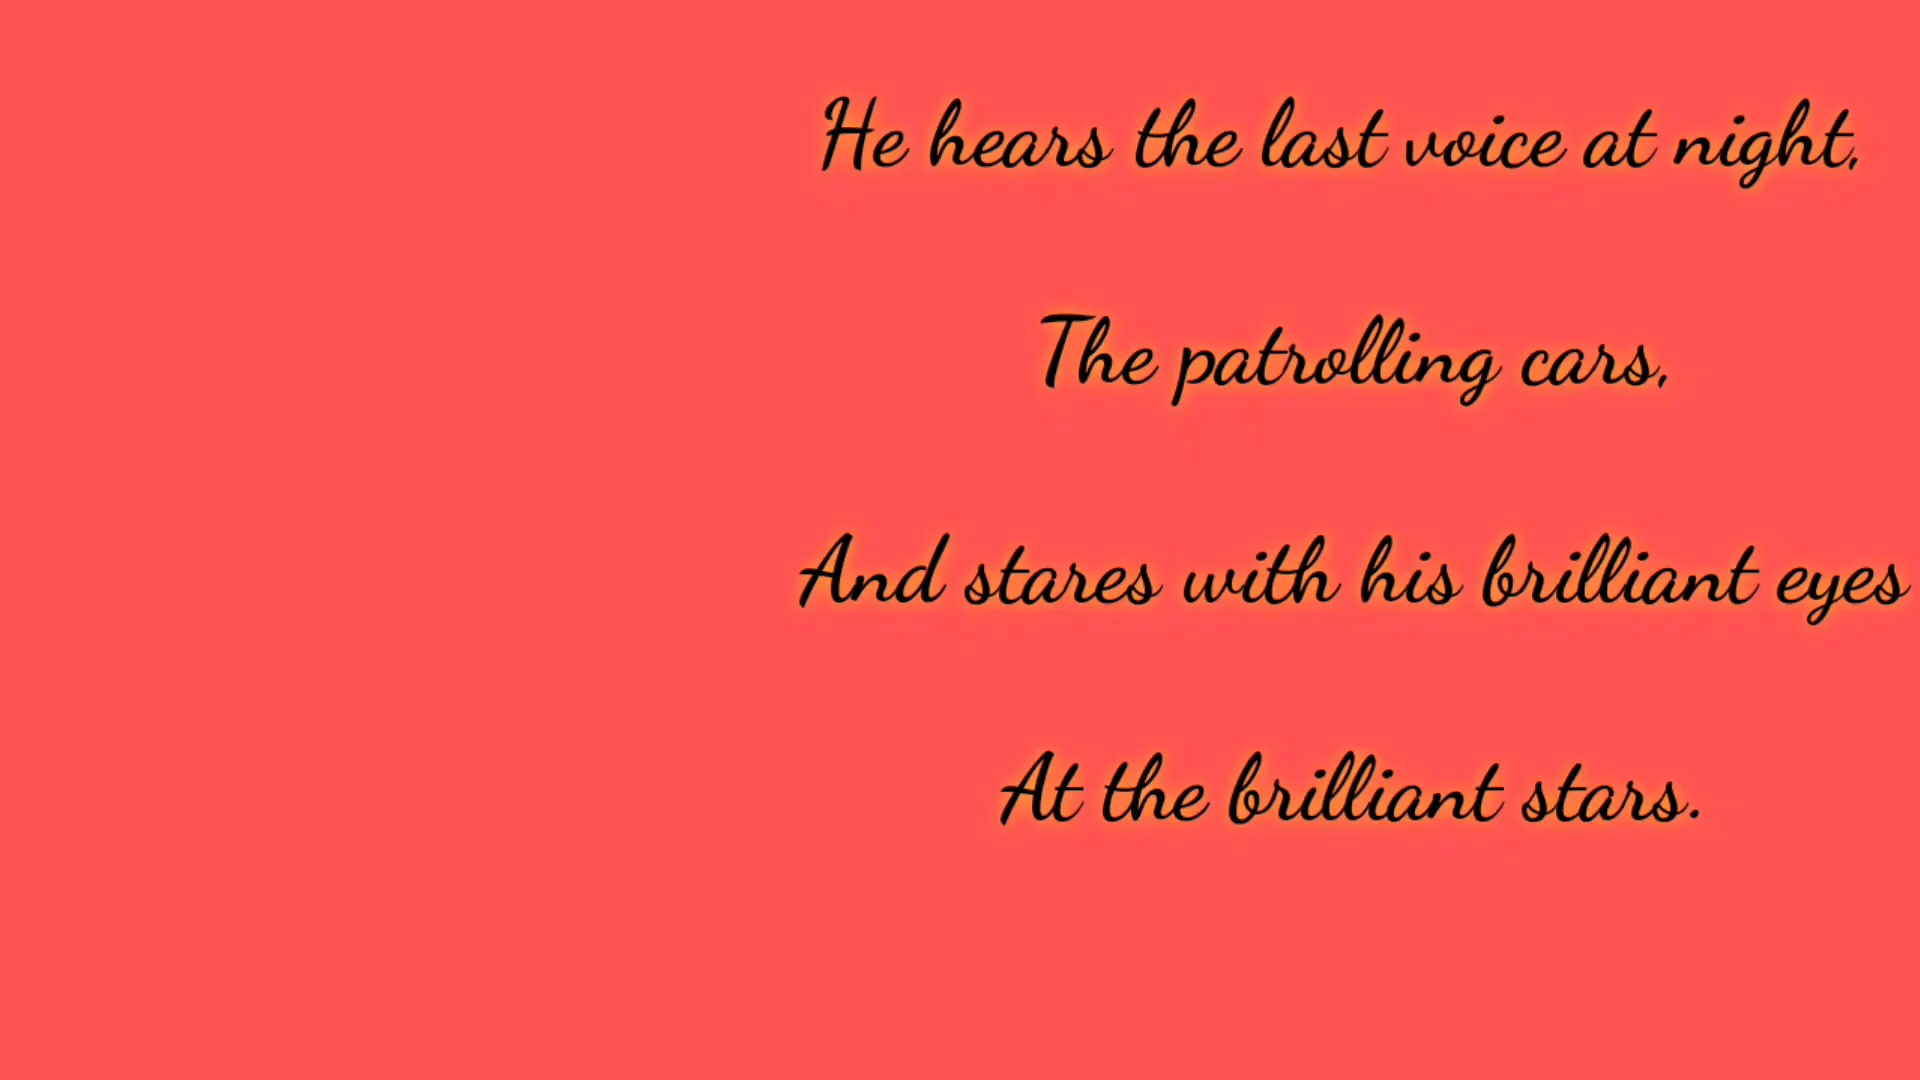 He hears the last voice at night,
The patrolling cars,
And stares with his brilliant eyes
At the brilliant stars.